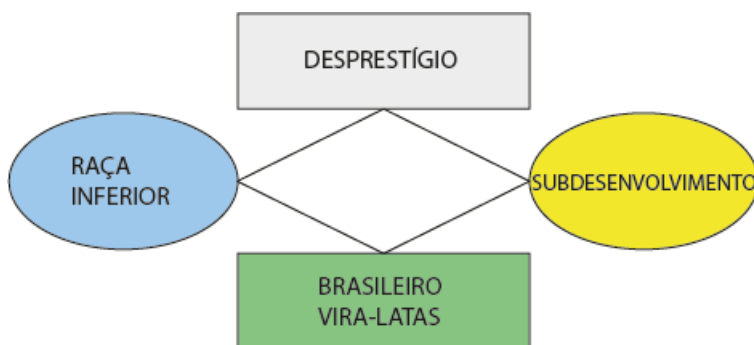 DESPRESTÍGIO
RAÇA
INFERIOR
SUBDESENVOLVIMENTO
BRASILEIRO
VIRA-LATAS